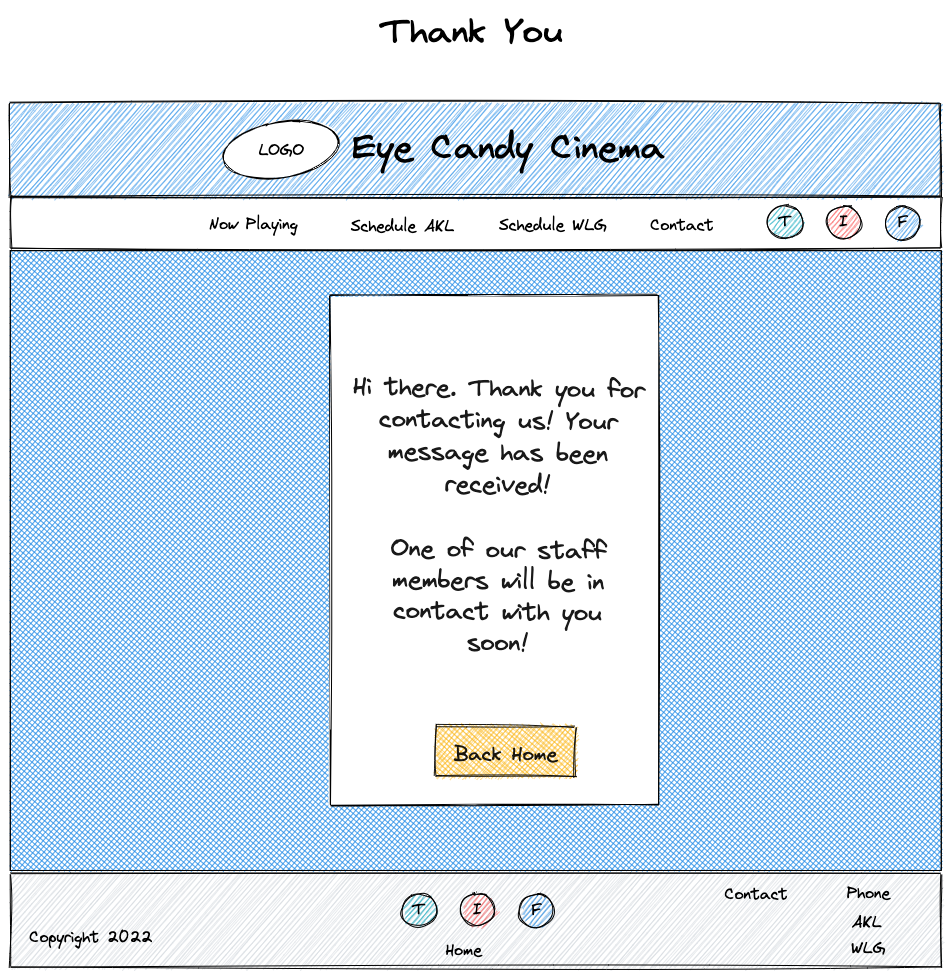 Thank You
LOGO Eye Candy Cinema
Now Playing Schedule AKL Schedule WLG Contact T I F
Hi there. Thank you for
contacting us! Your
message has been
received!
One of our staff
members will be in
contact with you
soon!
Back Home
Copyright 2022
T I F
Home
Contact
Phone
AKL
WLG